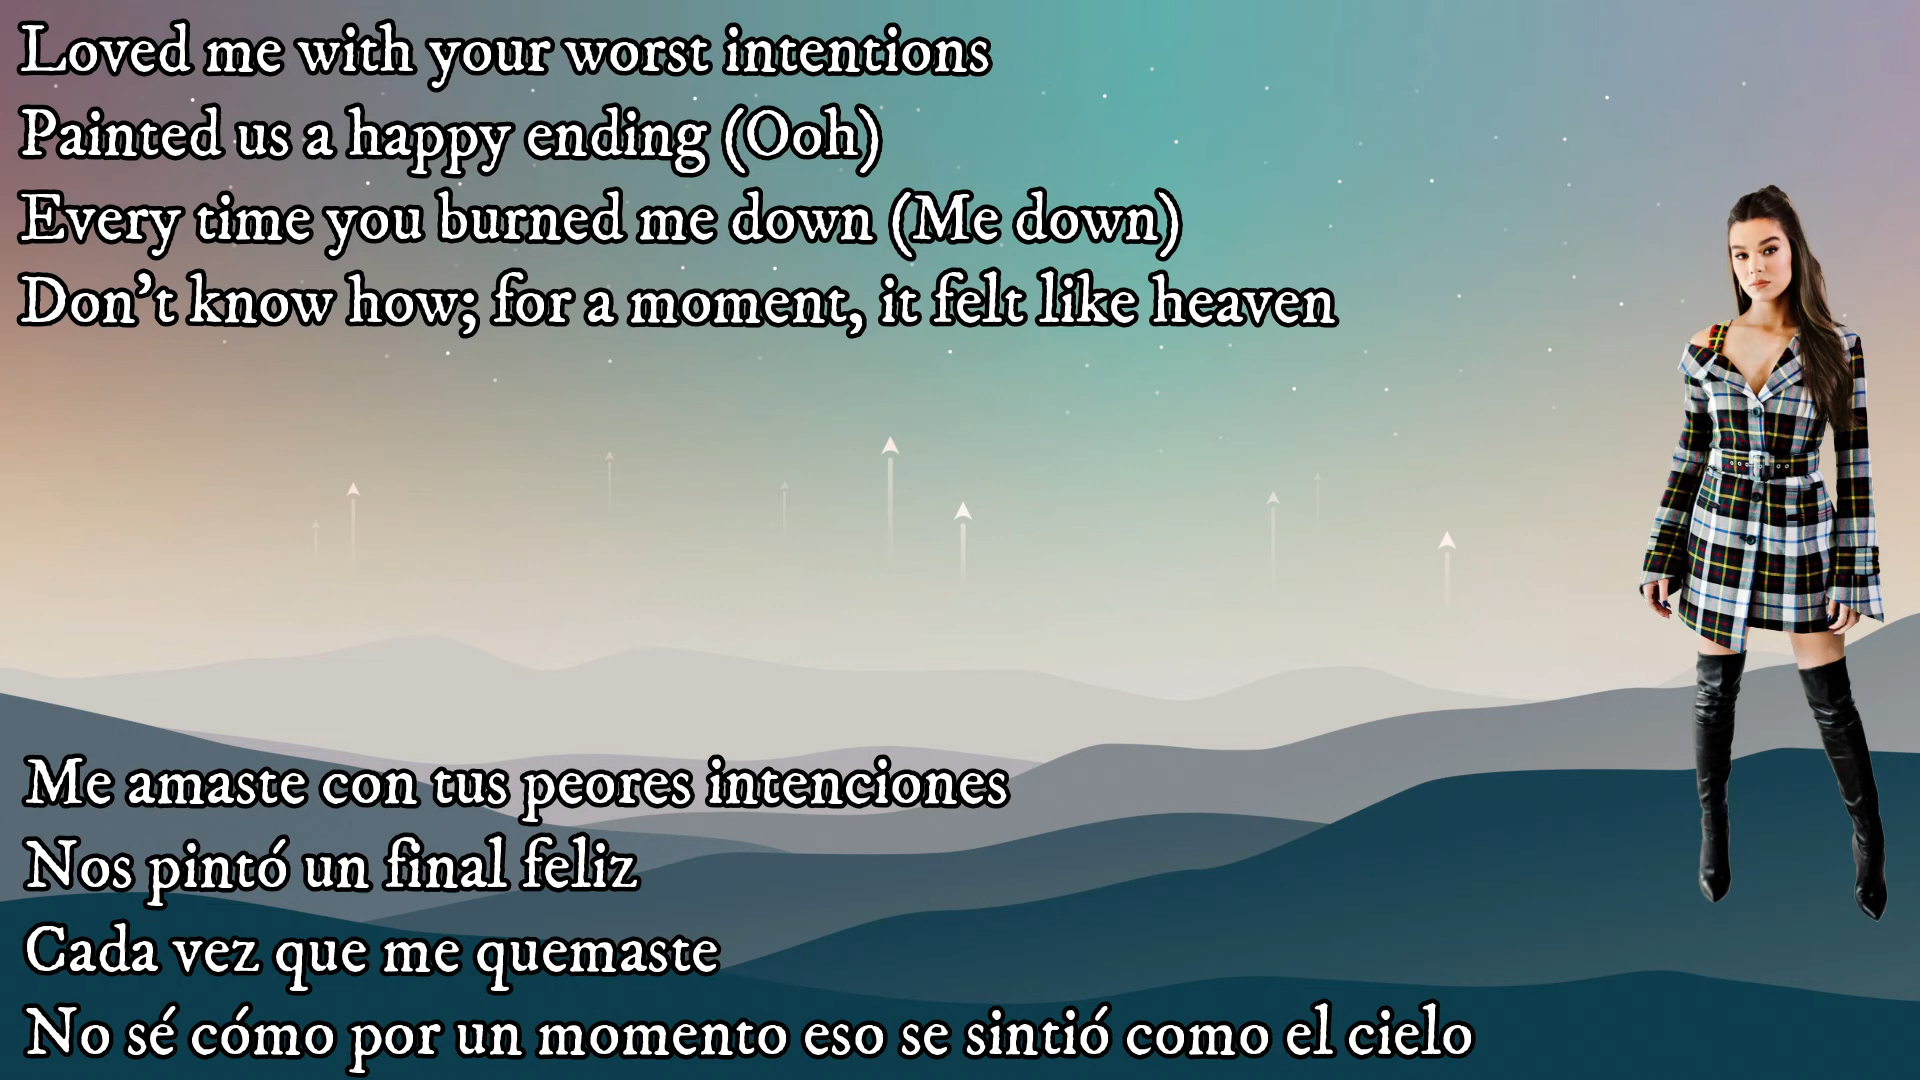 Loved me with your worst intentions
Painted us a happy ending (Ooh)
Every time you burned me down (Me down)
Don't know how; for a moment, it felt like heaven
Me amaste con tus peores intenciones
Nos pintó un final feliz
Cada vez que me quemaste
No sé cómo por un momento eso se sintió como el cielo